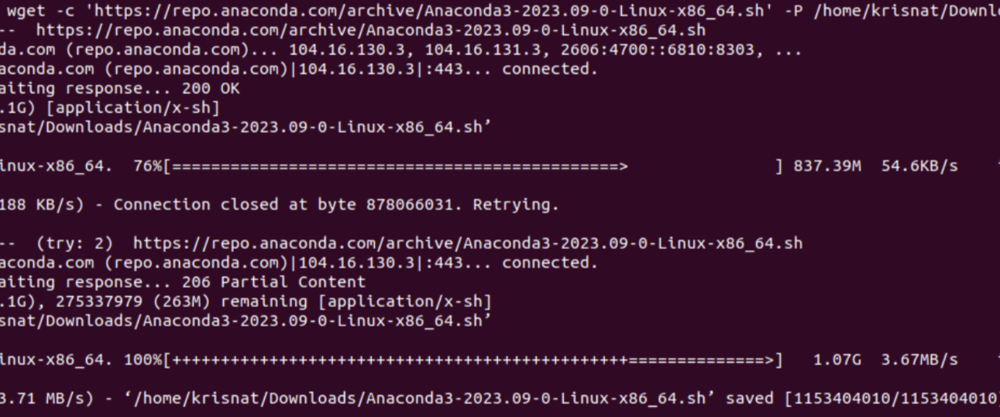 wget -c 'https://repo.anaconda.com/archive/Anaconda3-2023.09-0-Linux-x86_64.sh' -P /home/krisnat/Downlo
-- https://repo.anaconda.com/archive/Anaconda3-2023.09-0-Linux-x86_64.sh
da.com (repo.anaconda.com)... 104.16.130.3, 104.16.131.3, 2606:4700::6810:8303, ...
aconda.com (repo.anaconda.com)|104.16.130.3|:443... connected.
aiting response... 200 OK
.1G) [application/x-sh]
snat/Downloads/Anaconda3-2023.09-0-Linux-x86_64.sh’
inux-x86_64. 76%[==============================================> ] 837.39M 54.6KB/s
188 KB/s) - Connection closed at byte 878066031. Retrying.
-- (try: 2) https://repo.anaconda.com/archive/Anaconda3-2023.09-0-Linux-x86_64.sh
aconda.com (repo.anaconda.com)|104.16.130.3|:443... connected.
aiting response... 206 Partial Content
.1G), 275337979 (263M) remaining [application/x-sh]
snat/Downloads/Anaconda3-2023.09-0-Linux-x86_64.sh’
inux-x86_64. 100%[+++++++++++++++++++++++++++++++++++++++++++++++==============>] 1.07G 3.67MB/s
3.71 MB/s) - ‘/home/krisnat/Downloads/Anaconda3-2023.09-0-Linux-x86_64.sh’ saved [1153404010/1153404010]